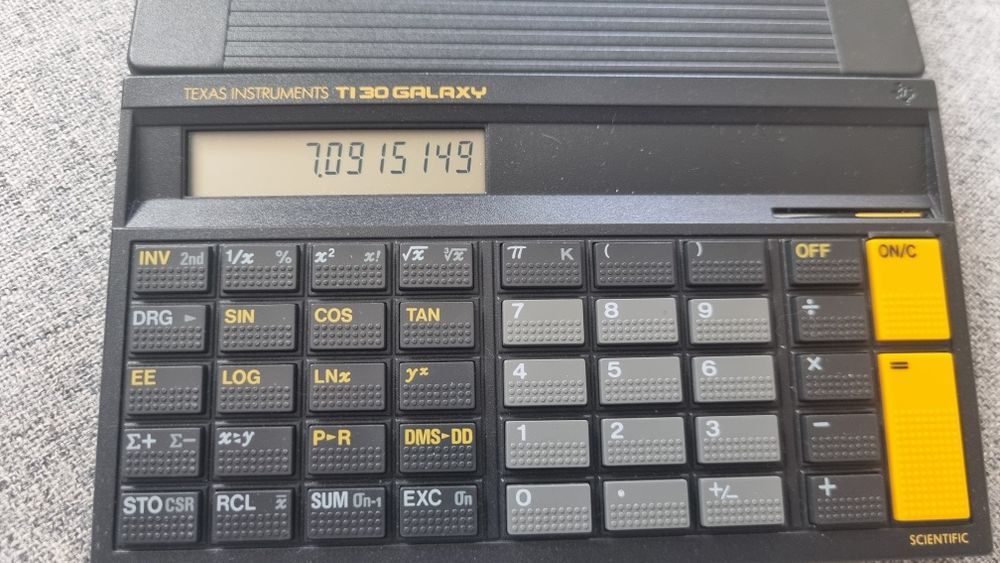 TEXAS INSTRUMENTS TI 30 GALAXY
7.0915149
INV 2nd 1/x % x² x! √x ³√x π K ( ) OFF ON/C
DRG ► SIN COS TAN 7 8 9 ÷
EE LOG LNx yˣ 4 5 6 × =
Σ+ Σ− x↔y P►R DMS►DD 1 2 3 −
STO CSR RCL x̄ SUM σn-1 EXC σn 0 . +/− +
SCIENTIFIC